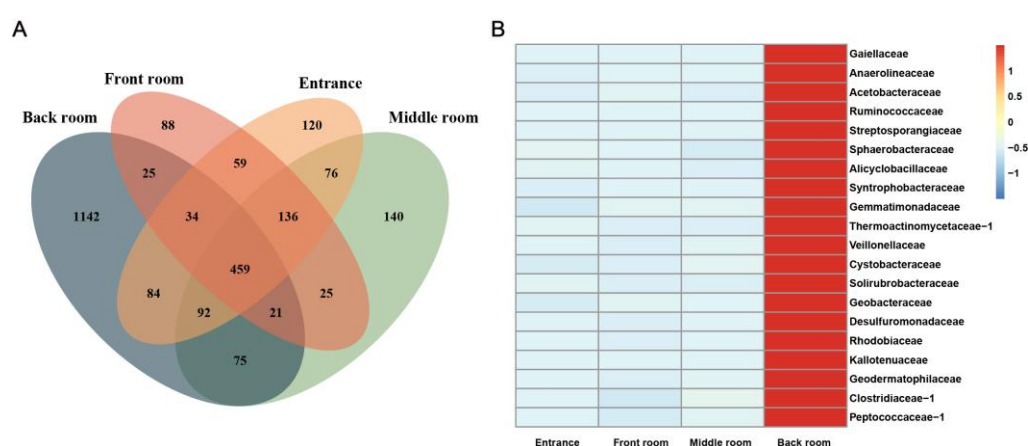 A
Front room
Entrance
Back room
Middle room
88
120
59
25
76
1142
34
136
140
459
84
25
92
21
75
B
Gaiellaceae
Anaerolineaceae
Acetobacteraceae
Ruminococcaceae
Streptosporangiaceae
Sphaerobacteraceae
Alicyclobacillaceae
Syntrophobacteraceae
Gemmatimonadaceae
Thermoactinomycetaceae−1
Veillonellaceae
Cystobacteraceae
Solirubrobacteraceae
Geobacteraceae
Desulfuromonadaceae
Rhodobiaceae
Kallotenuaceae
Geodermatophilaceae
Clostridiaceae−1
Peptococcaceae−1
Entrance Front room Middle room Back room
1
0.5
0
−0.5
−1